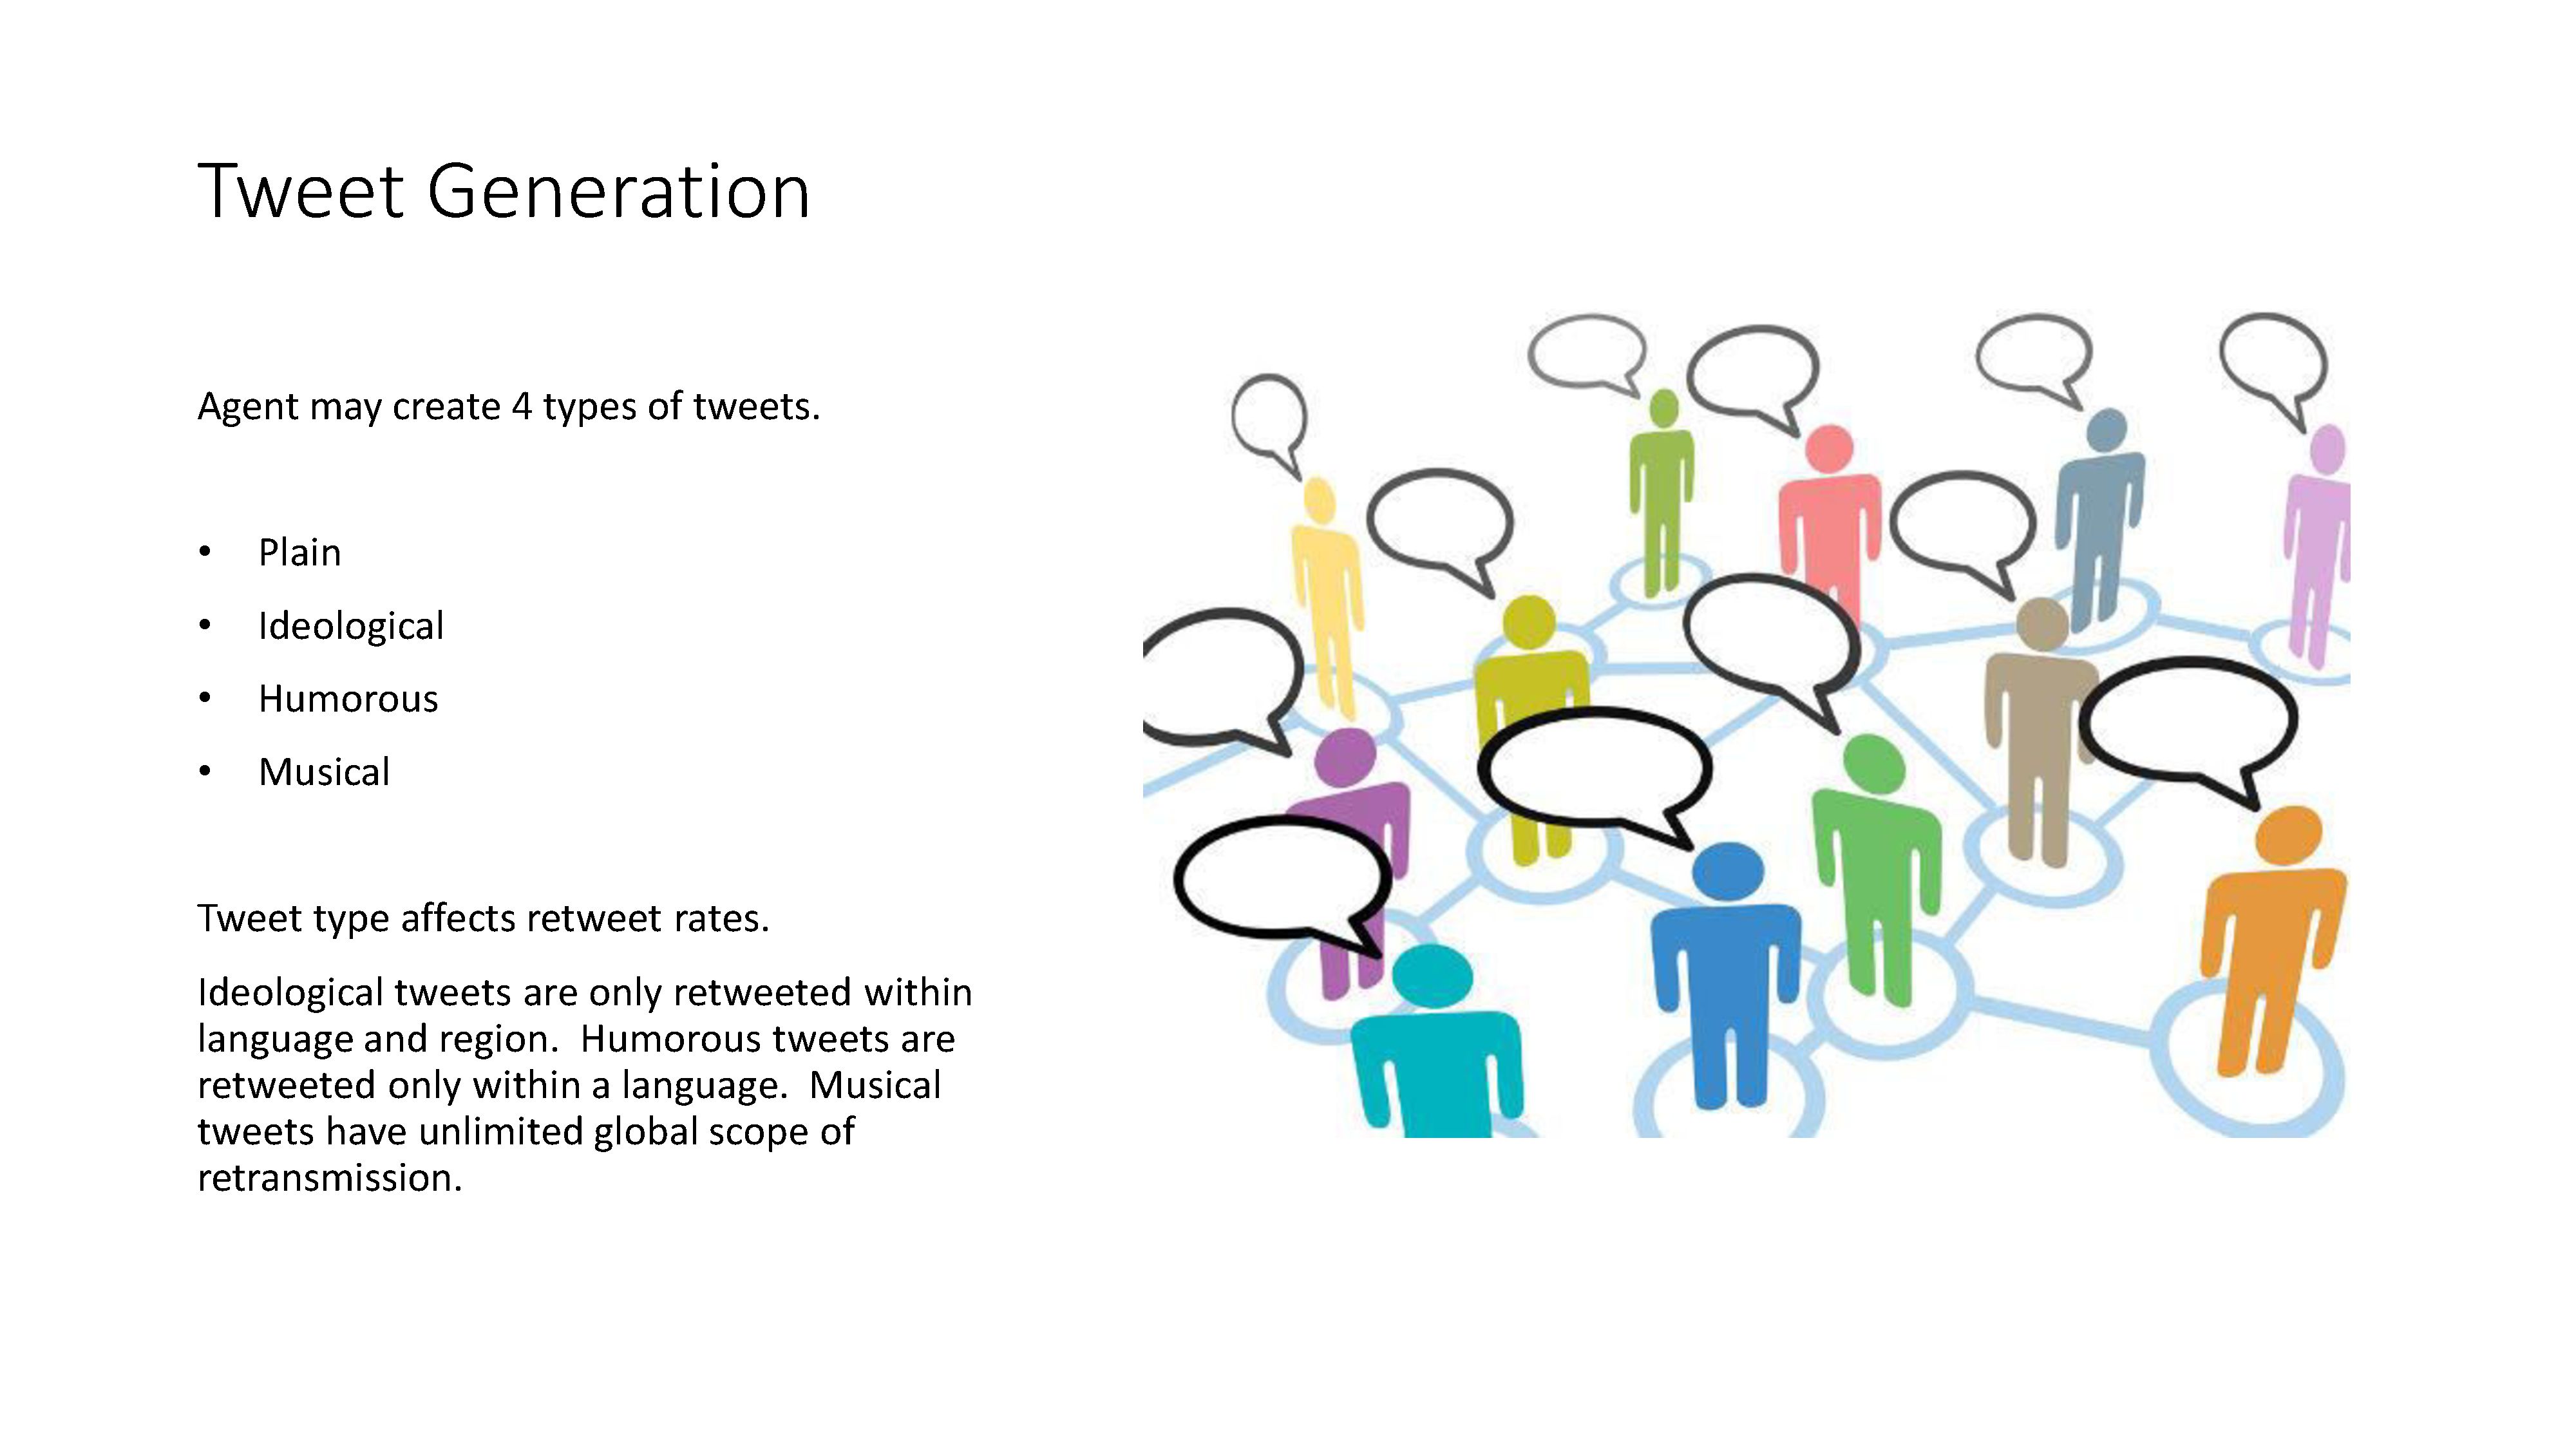 Tweet Generation
Agent may create 4 types of tweets.
• Plain
• Ideological
• Humorous
• Musical
Tweet type affects retweet rates.
Ideological tweets are only retweeted within
language and region.  Humorous tweets are
retweeted only within a language.  Musical
tweets have unlimited global scope of
retransmission.